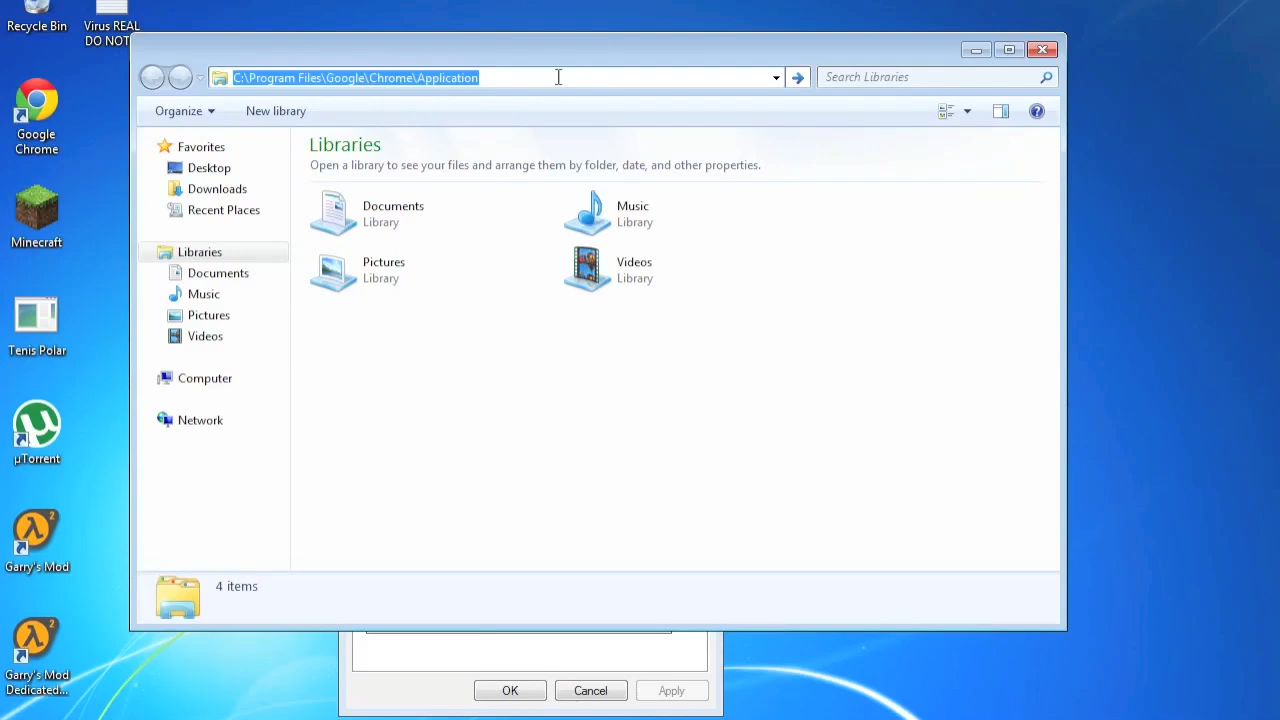 Recycle Bin
Virus REAL
DO NOT
Google
Chrome
Minecraft
Tenis Polar
µTorrent
Garry's Mod
Garry's Mod
Dedicated...
C:\Program Files\Google\Chrome\Application
Search Libraries
Organize
New library
Favorites
Desktop
Downloads
Recent Places
Libraries
Documents
Music
Pictures
Videos
Computer
Network
Libraries
Open a library to see your files and arrange them by folder, date, and other properties.
Documents
Library
Music
Library
Pictures
Library
Videos
Library
4 items
OK
Cancel
Apply